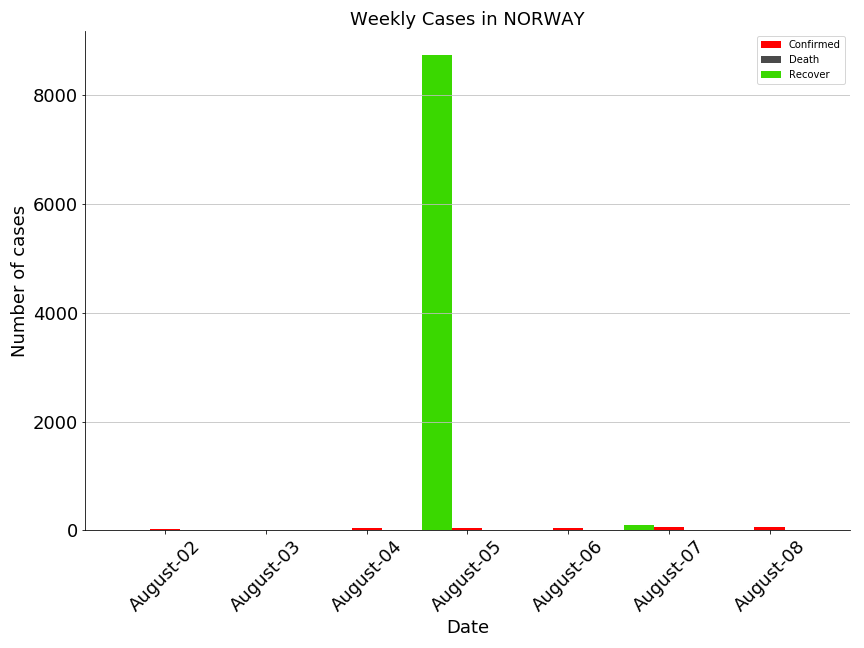 Weekly Cases in NORWAY
Confirmed
Death
Recover
Number of cases
8000
6000
4000
2000
0
August-02
August-03
August-04
August-05
August-06
August-07
August-08
Date